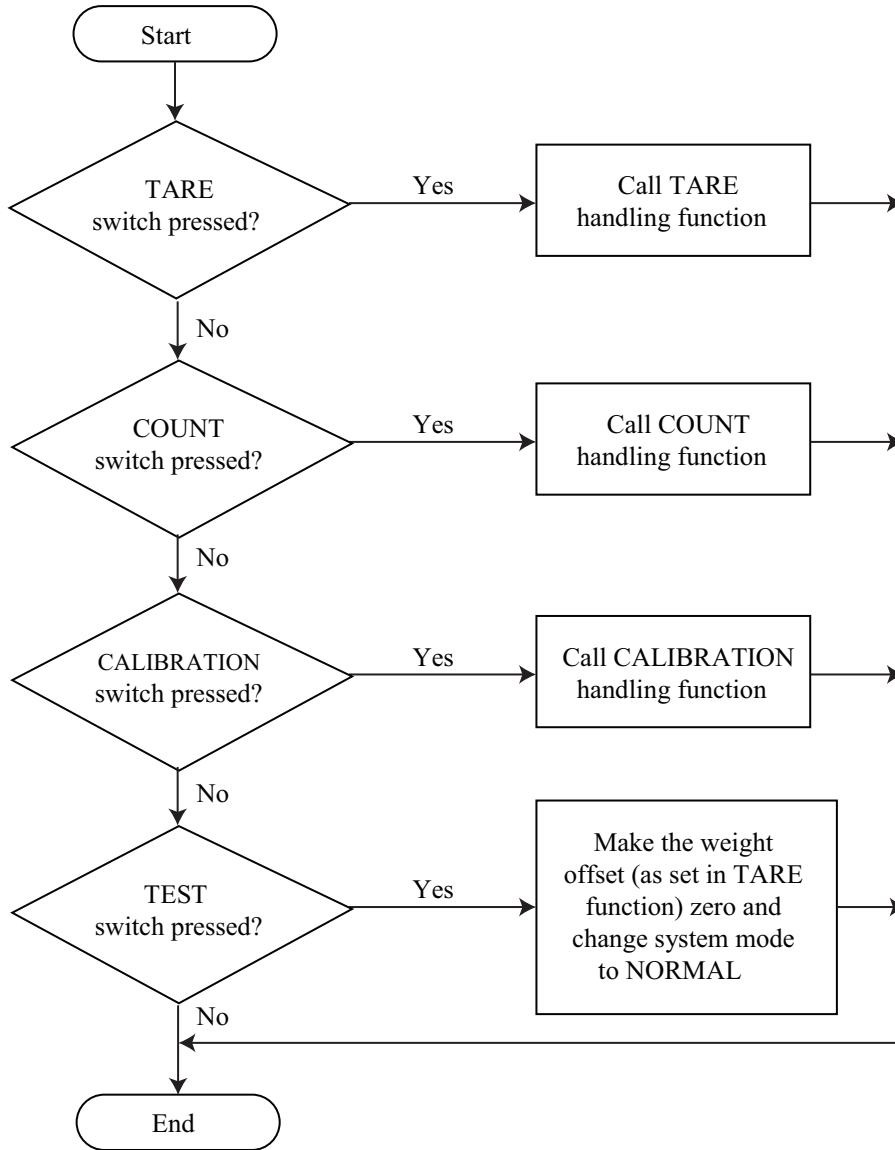 Start
TARE
switch pressed?
Yes
Call TARE
handling function
No
COUNT
switch pressed?
Yes
Call COUNT
handling function
No
CALIBRATION
switch pressed?
Yes
Call CALIBRATION
handling function
No
TEST
switch pressed?
Yes
Make the weight
offset (as set in TARE
function) zero and
change system mode
to NORMAL
No
End